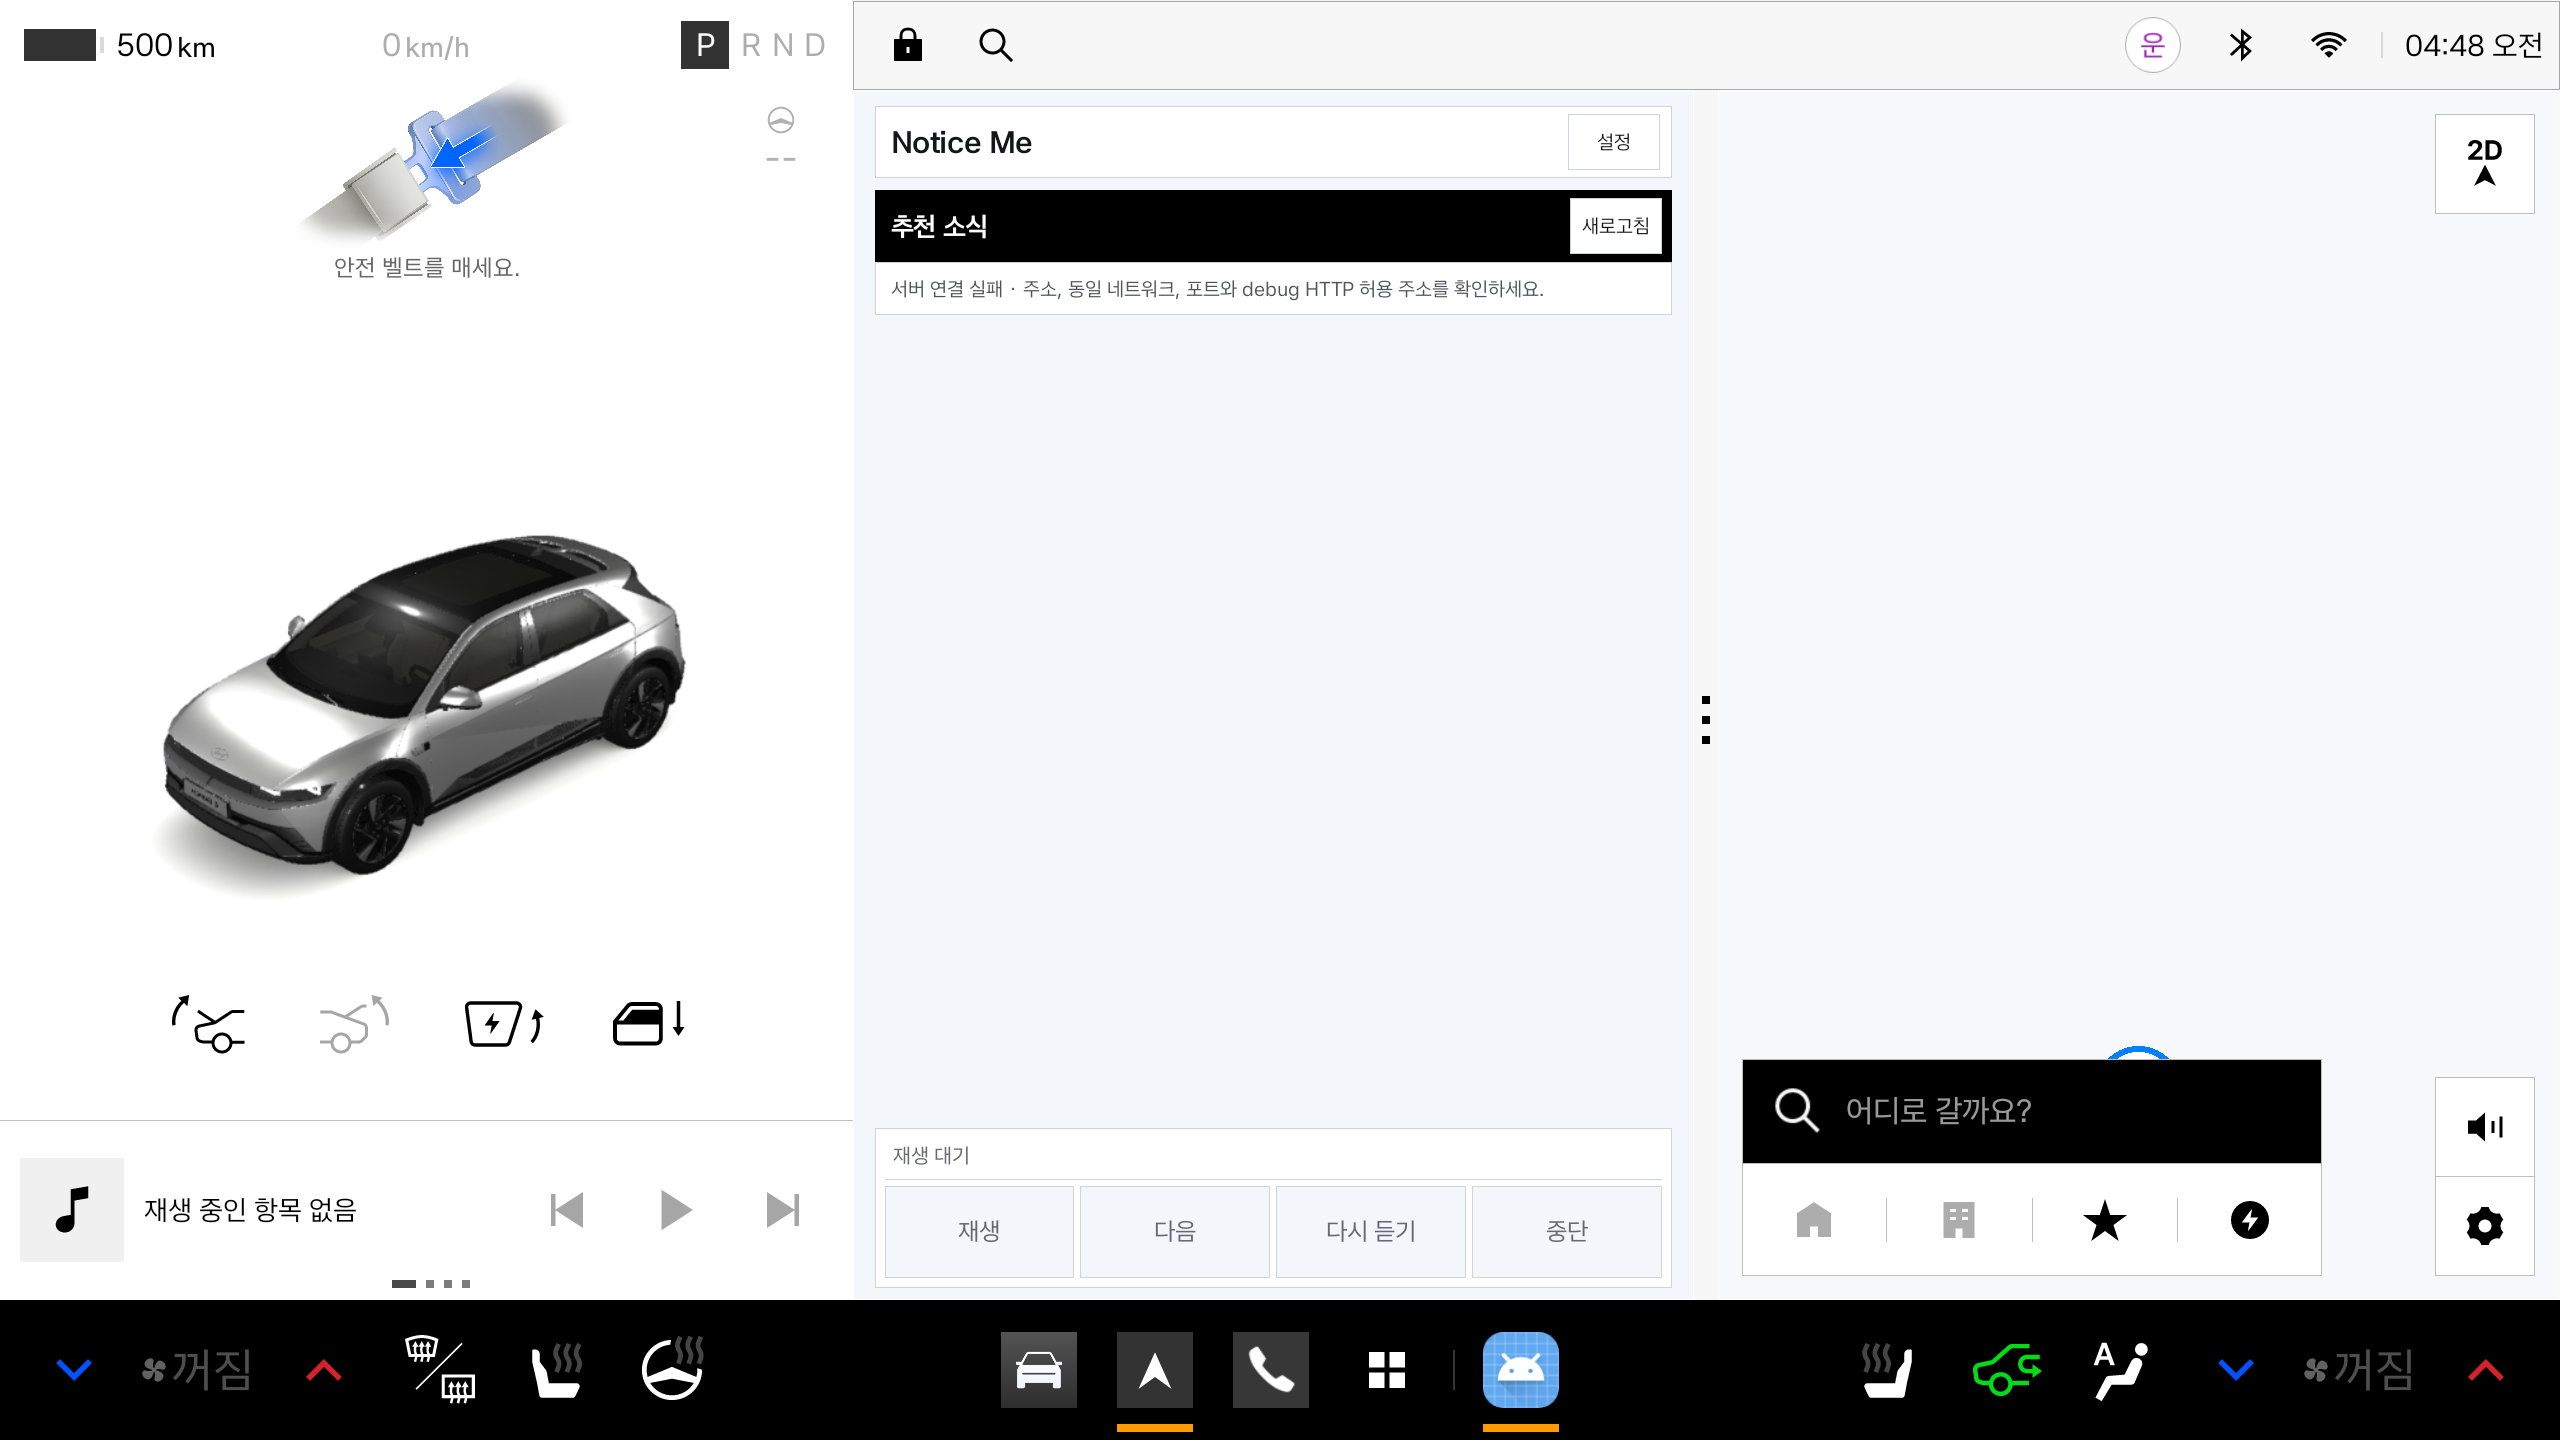 500 km
0 km/h
P R N D
운
04:48 오전
안전 벨트를 매세요.
Notice Me
설정
추천 소식
새로고침
서버 연결 실패 · 주소, 동일 네트워크, 포트와 debug HTTP 허용 주소를 확인하세요.
2D
재생 중인 항목 없음
재생 대기
재생
다음
다시 듣기
중단
어디로 갈까요?
꺼짐
A
꺼짐